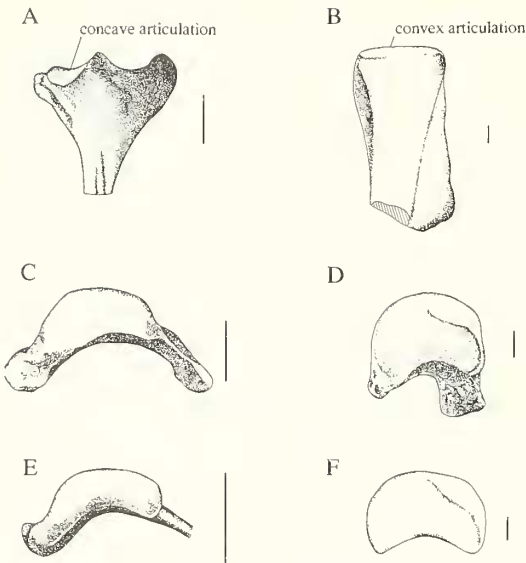 A
concave articulation
B
convex articulation
C
D
E
F